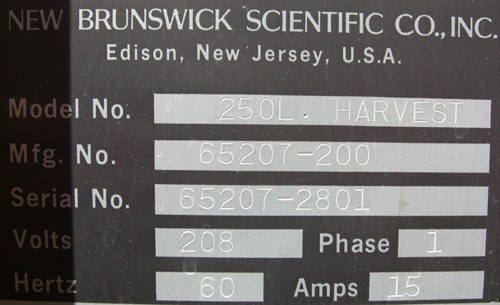 NEW BRUNSWICK SCIENTIFIC CO., INC.
Edison, New Jersey, U.S.A.
Model No. 250L. HARVEST
Mfg. No. 65207-200
Serial No. 65207-2801
Volts 208 Phase 1
Hertz 60 Amps 15